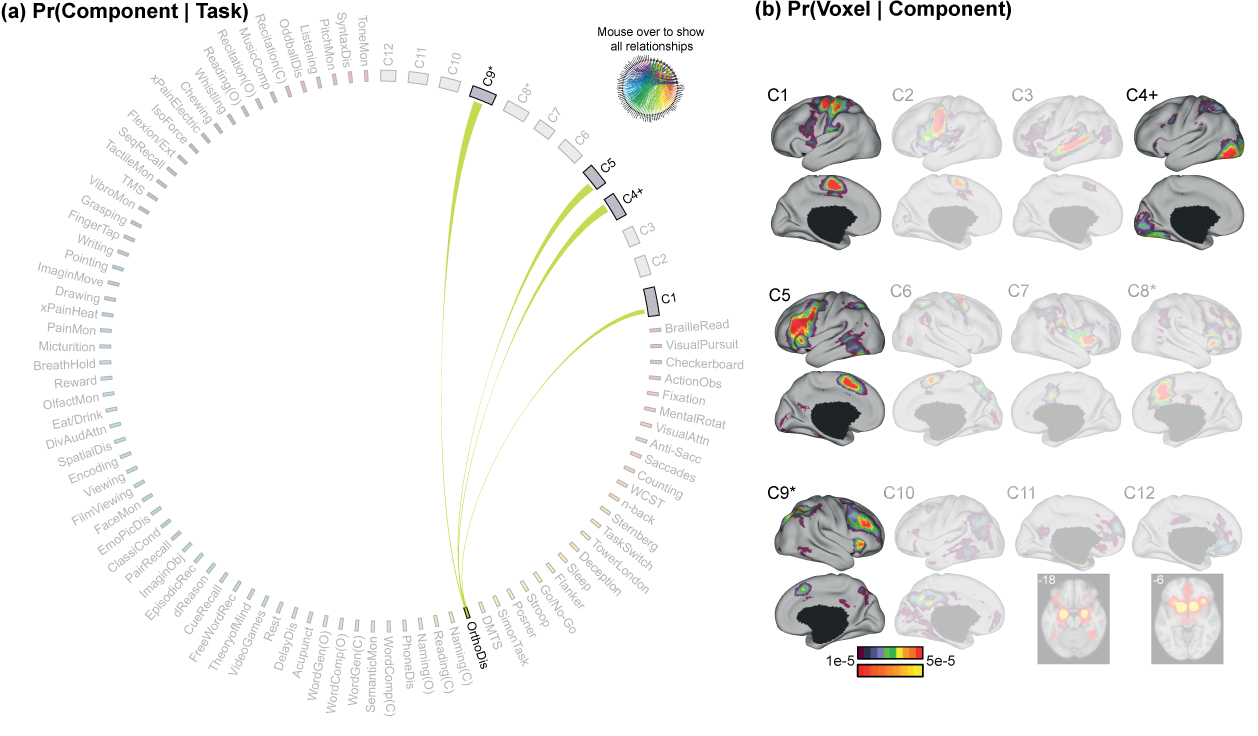 (a) Pr(Component | Task)
Mouse over to show
all relationships
C12
C11
C10
C9*
C8*
C7
C6
C5
C4+
C3
C2
C1
BrailleRead
VisualPursuit
Checkerboard
ActionObs
Fixation
MentalRotat
VisualAttn
Anti-Sacc
Saccades
Counting
WCST
n-back
Sternberg
TaskSwitch
TowerLondon
Deception
Sleep
Flanker
Go/No-Go
Stroop
Posner
SimonTask
DMTS
OrthoDis
Naming(C)
Reading(C)
Naming(O)
PhoneDis
WordComp(C)
SemanticMon
WordGen(C)
WordComp(O)
WordGen(O)
Acupunct
DelayDis
Rest
VideoGames
TheoryofMind
FreeWordRec
CueRecall
dReason
EpisodicRec
ImaginObj
PairRecall
ClassiCond
EmoPicDis
FaceMon
FilmViewing
Viewing
Encoding
SpatialDis
DivAudAttn
Eat/Drink
OlfactMon
Reward
BreathHold
Micturition
PainMon
xPainHeat
Drawing
ImaginMove
Pointing
Writing
FingerTap
Grasping
VibroMon
TMS
TactileMon
SeqRecall
Flexion/Ext
IsoForce
xPainElectric
Chewing
Whistling
Reading(O)
Recitation(O)
MusicComp
Recitation(C)
OddballDis
Listening
PitchMon
SyntaxDis
ToneMon
(b) Pr(Voxel | Component)
C1
C2
C3
C4+
C5
C6
C7
C8*
C9*
C10
C11
C12
-18
-6
1e-5
5e-5